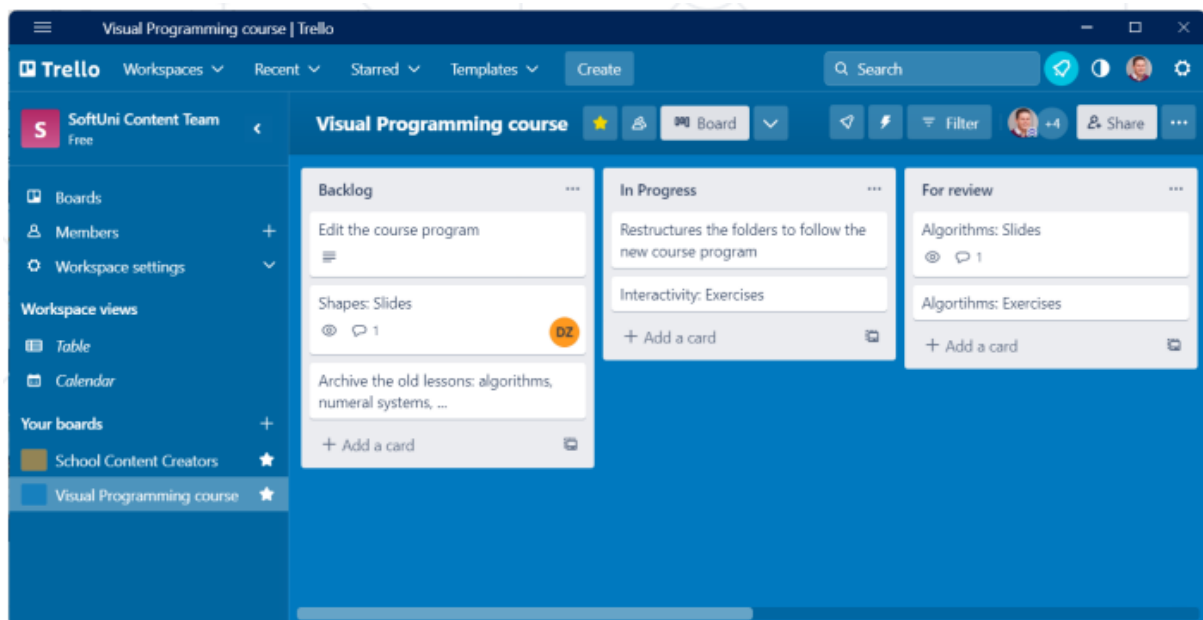 Visual Programming course | Trello
Trello Workspaces Recent Starred Templates Create Search
S SoftUni Content Team
Free
Visual Programming course Board Filter +4 Share
Boards
Members
Workspace settings
Workspace views
Table
Calendar
Your boards
School Content Creators
Visual Programming course
Backlog
Edit the course program
Shapes: Slides
1 DZ
Archive the old lessons: algorithms,
numeral systems, ...
+ Add a card
In Progress
Restructures the folders to follow the
new course program
Interactivity: Exercises
+ Add a card
For review
Algorithms: Slides
1
Algortihms: Exercises
+ Add a card